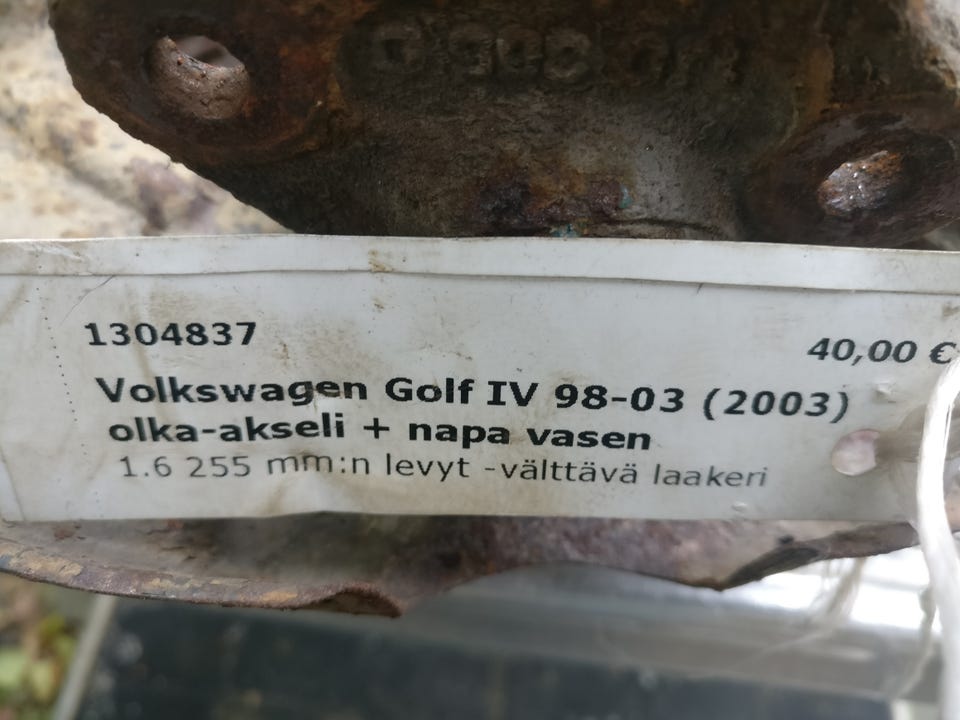 1304837
40,00 €
Volkswagen Golf IV 98-03 (2003)
olka-akseli + napa vasen
1.6 255 mm:n levyt -välttävä laakeri